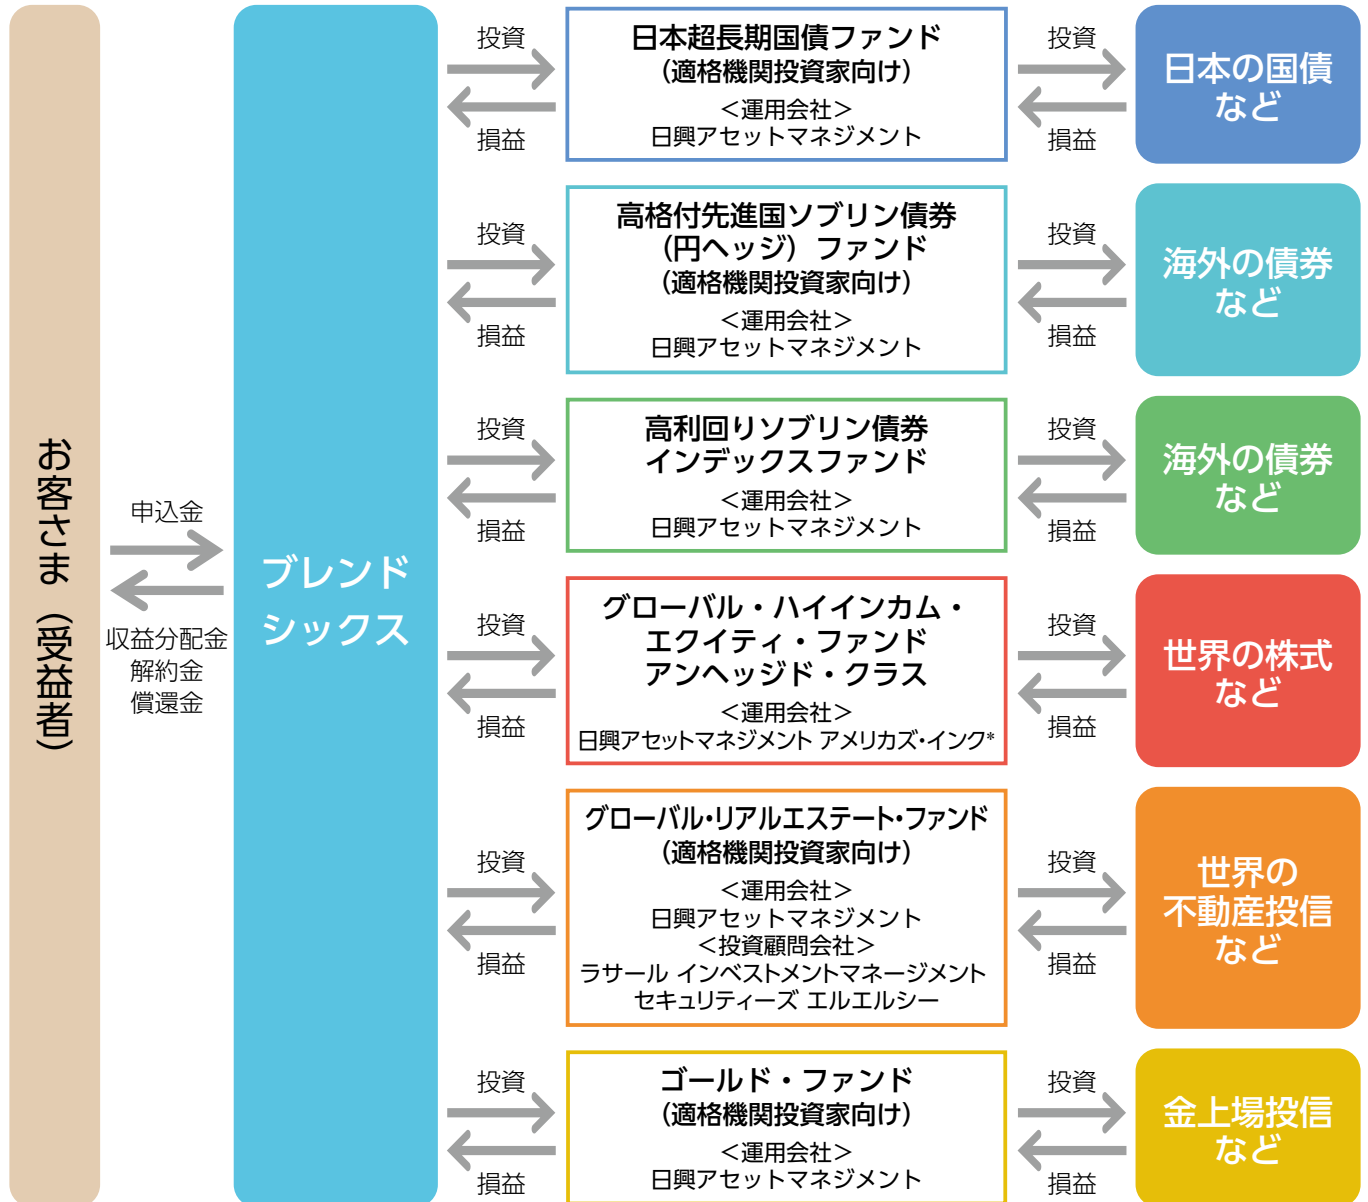 お客さま（受益者）
申込金
収益分配金
解約金
償還金
ブレンド
シックス
投資
損益
日本超長期国債ファンド
（適格機関投資家向け）
＜運用会社＞
日興アセットマネジメント
投資
損益
日本の国債
など
投資
損益
高格付先進国ソブリン債券
（円ヘッジ）ファンド
（適格機関投資家向け）
＜運用会社＞
日興アセットマネジメント
投資
損益
海外の債券
など
投資
損益
高利回りソブリン債券
インデックスファンド
＜運用会社＞
日興アセットマネジメント
投資
損益
海外の債券
など
投資
損益
グローバル・ハイインカム・
エクイティ・ファンド
アンヘッジド・クラス
＜運用会社＞
日興アセットマネジメント アメリカズ・インク*
投資
損益
世界の株式
など
投資
損益
グローバル・リアルエステート・ファンド
（適格機関投資家向け）
＜運用会社＞
日興アセットマネジメント
＜投資顧問会社＞
ラサール インベストメントマネージメント
セキュリティーズ エルエルシー
投資
損益
世界の
不動産投信
など
投資
損益
ゴールド・ファンド
（適格機関投資家向け）
＜運用会社＞
日興アセットマネジメント
投資
損益
金上場投信
など